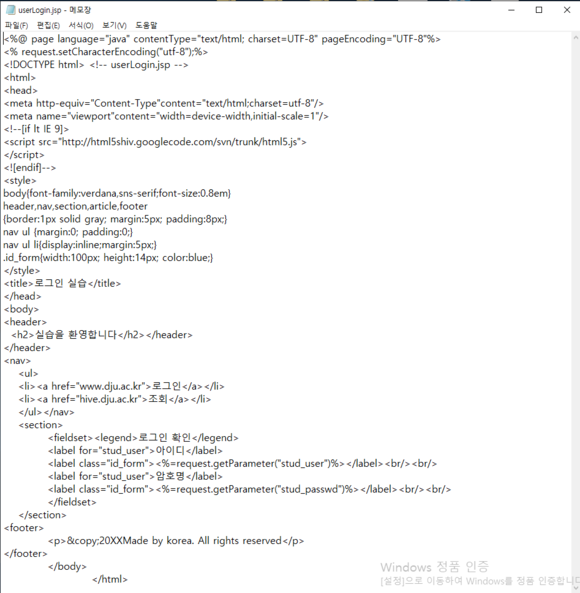 userLogin.jsp - 메모장
파일(F) 편집(E) 서식(O) 보기(V) 도움말
<%@ page language="java" contentType="text/html; charset=UTF-8" pageEncoding="UTF-8"%>
<% request.setCharacterEncoding("utf-8");%>
<!DOCTYPE html> <!-- userLogin.jsp -->
<html>
<head>
<meta http-equiv="Content-Type"content="text/html;charset=utf-8"/>
<meta name="viewport"content="width=device-width,initial-scale=1"/>
<!--[if lt IE 9]>
<script src="http://html5shiv.googlecode.com/svn/trunk/html5.js">
</script>
<![endif]-->
<style>
body{font-family:verdana,sns-serif;font-size:0.8em}
header,nav,section,article,footer
{border:1px solid gray; margin:5px; padding:8px;}
nav ul {margin:0; padding:0;}
nav ul li{display:inline;margin:5px;}
.id_form{width:100px; height:14px; color:blue;}
</style>
<title>로그인 실습</title>
</head>
<body>
<header>
<h2>실습을 환영합니다</h2></header>
</header>
<nav>
<ul>
<li><a href="www.dju.ac.kr">로그인</a></li>
<li><a href="hive.dju.ac.kr">조회</a></li>
</ul></nav>
<section>
<fieldset><legend>로그인 확인</legend>
<label for="stud_user">아이디</label>
<label class="id_form"><%=request.getParameter("stud_user")%></label><br/><br/>
<label for="stud_user">암호명</label>
<label class="id_form"><%=request.getParameter("stud_passwd")%></label><br/><br/>
</fieldset>
</section>
<footer>
<p>&copy;20XXMade by korea. All rights reserved</p>
</footer>
</body>
</html>
Windows 정품 인증
[설정]으로 이동하여 Windows를 정품 인증합니다